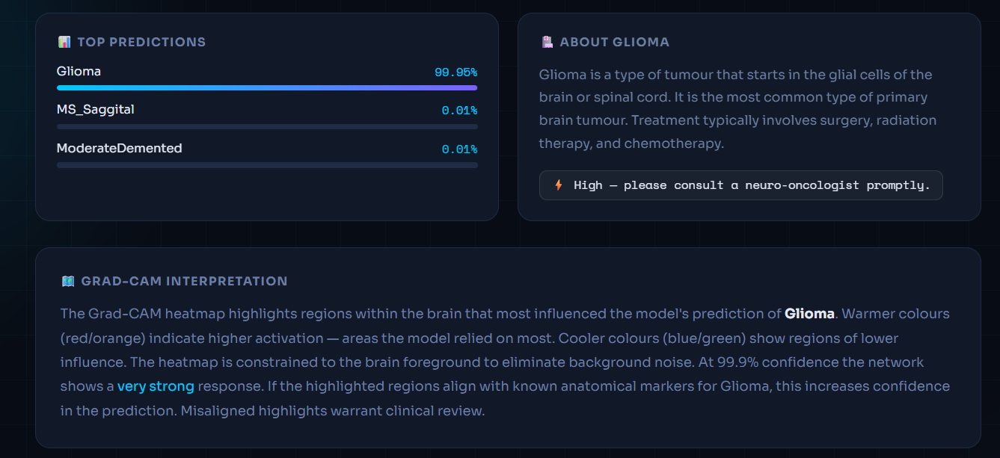 TOP PREDICTIONS
Glioma 99.95%
MS_Saggital 0.01%
ModerateDemented 0.01%
ABOUT GLIOMA
Glioma is a type of tumour that starts in the glial cells of the
brain or spinal cord. It is the most common type of primary
brain tumour. Treatment typically involves surgery, radiation
therapy, and chemotherapy.
High — please consult a neuro-oncologist promptly.
GRAD-CAM INTERPRETATION
The Grad-CAM heatmap highlights regions within the brain that most influenced the model's prediction of Glioma. Warmer colours
(red/orange) indicate higher activation — areas the model relied on most. Cooler colours (blue/green) show regions of lower
influence. The heatmap is constrained to the brain foreground to eliminate background noise. At 99.9% confidence the network
shows a very strong response. If the highlighted regions align with known anatomical markers for Glioma, this increases confidence
in the prediction. Misaligned highlights warrant clinical review.